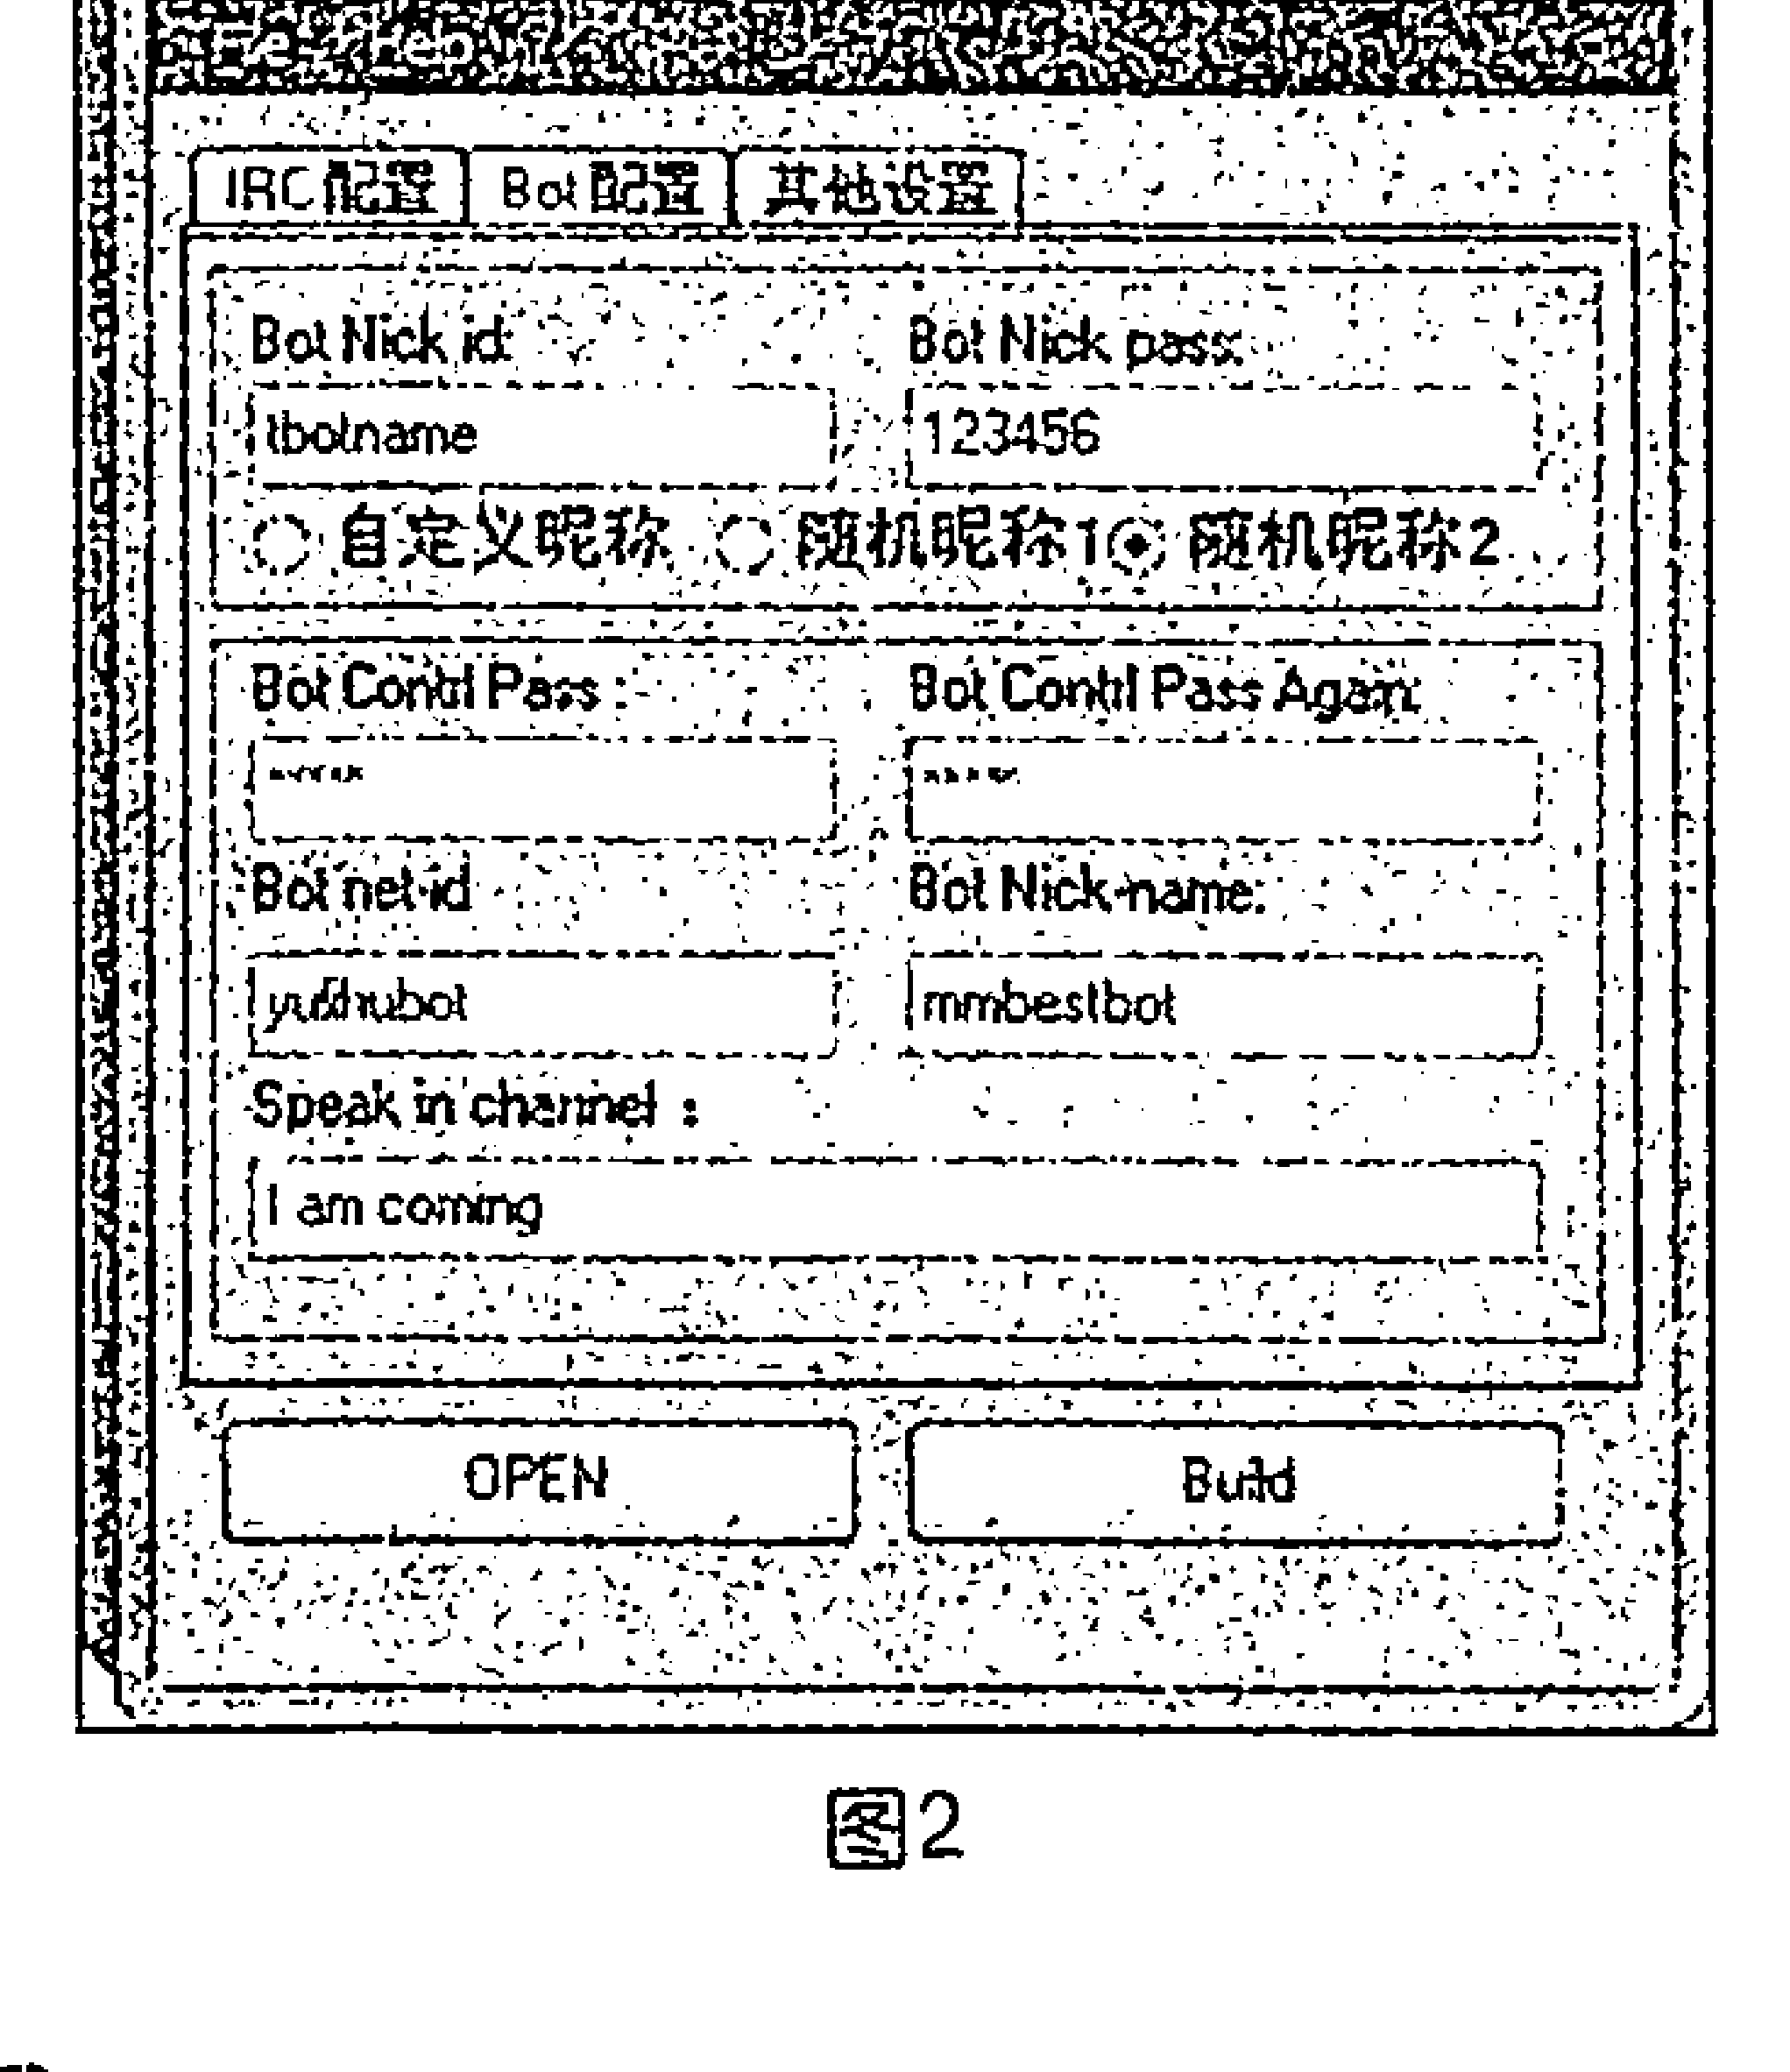 IRC配置 Bot配置 其他设置
Bot Nick id: Bot Nick pass:
tbotname 123456
自定义昵称 随机昵称1 随机昵称2
Bot Contrl Pass : Bot Contrl Pass Again:
***** *****
Bot net-id Bot Nick-name:
mmbestbot
Speak in channel :
I am coming
OPEN Build
图2